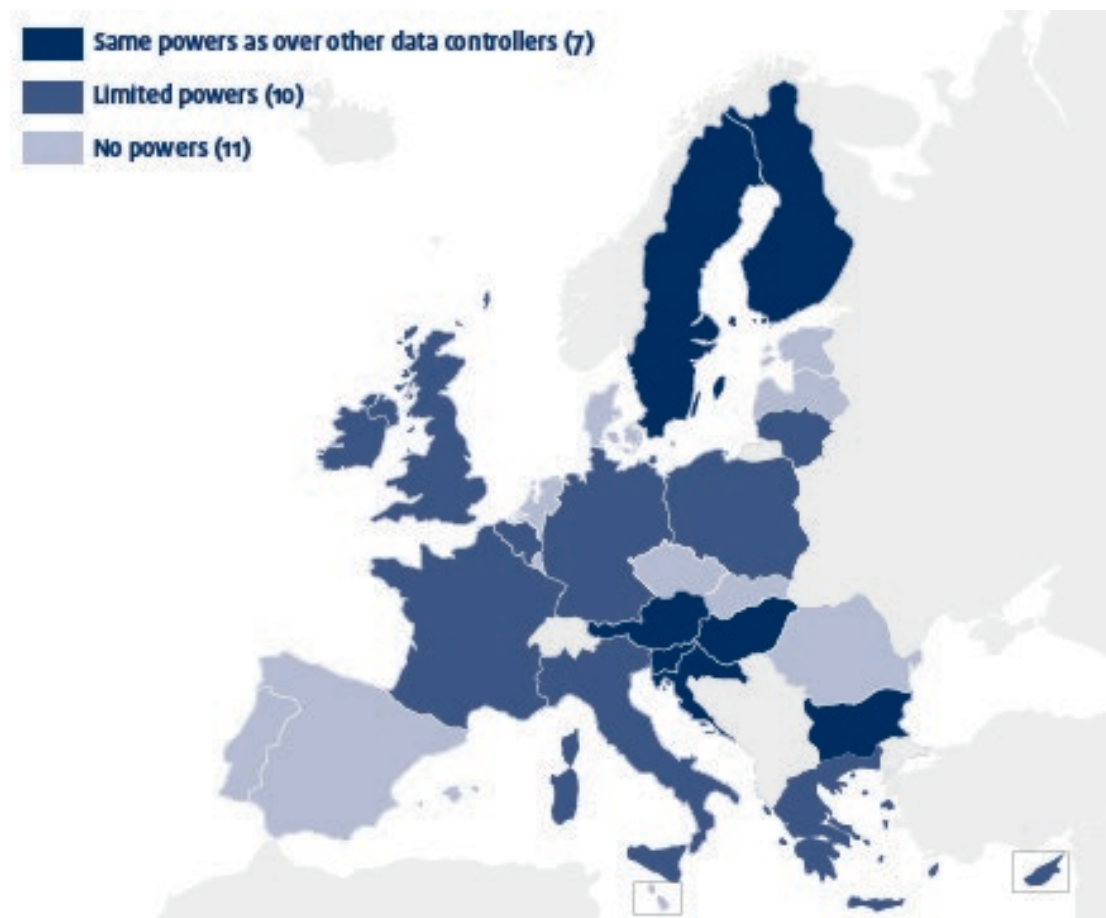 Same powers as over other data controllers (7)
Limited powers (10)
No powers (11)